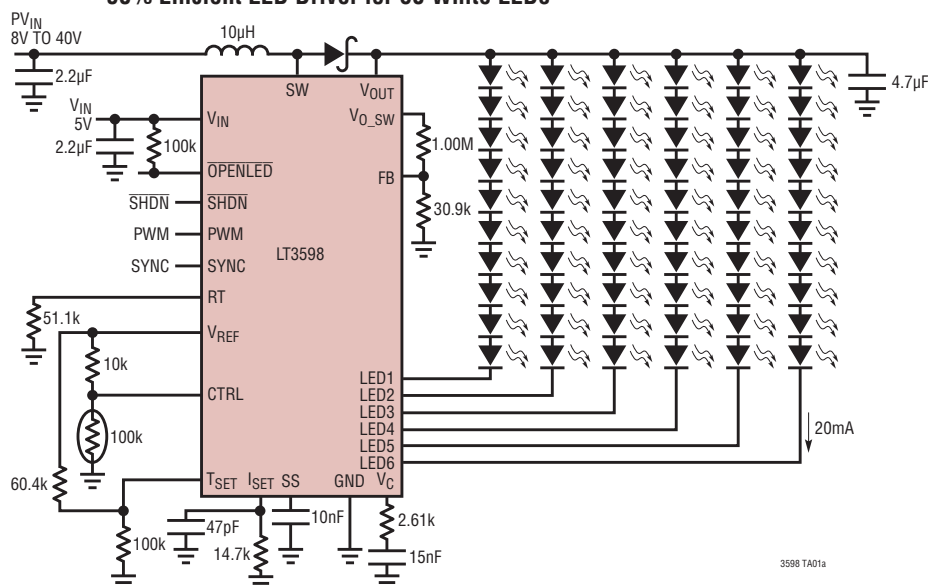 PVIN
8V TO 40V
10µH
2.2µF
4.7µF
SW
VOUT
VIN
5V
VIN
VO_SW
2.2µF
100k
1.00M
OPENLED
FB
30.9k
SHDN
SHDN
PWM
PWM
LT3598
SYNC
SYNC
RT
51.1k
VREF
10k
CTRL
100k
LED1
LED2
LED3
LED4
LED5
LED6
20mA
60.4k
TSET
ISET
SS
GND
VC
100k
47pF
14.7k
10nF
2.61k
15nF
3598 TA01a